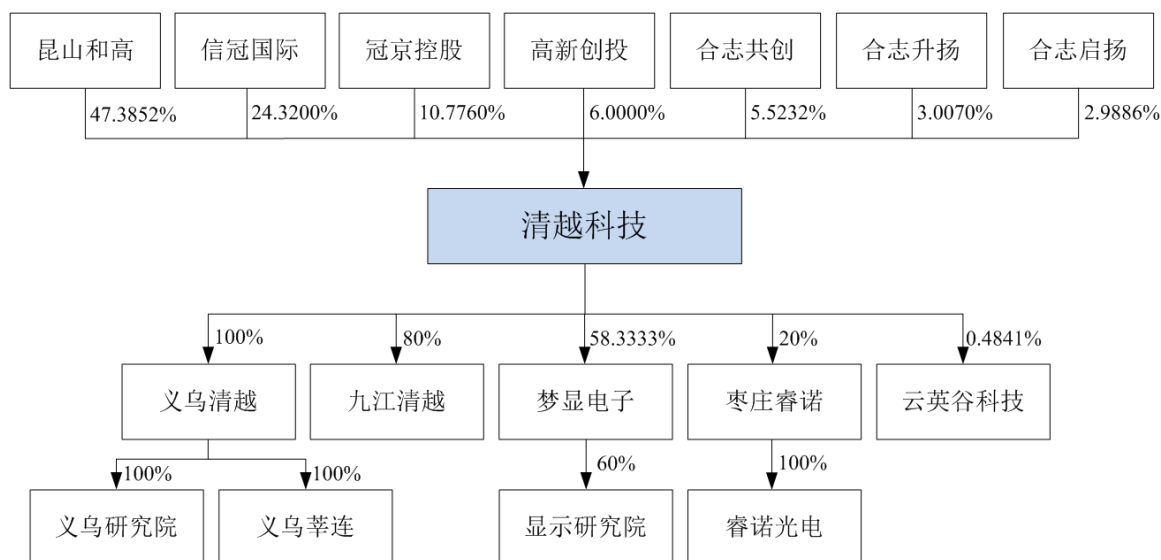 昆山和高
信冠国际
冠京控股
高新创投
合志共创
合志升扬
合志启扬
47.3852%
24.3200%
10.7760%
6.0000%
5.5232%
3.0070%
2.9886%
清越科技
100%
80%
58.3333%
20%
0.4841%
义乌清越
九江清越
梦显电子
枣庄睿诺
云英谷科技
100%
100%
60%
100%
义乌研究院
义乌莘连
显示研究院
睿诺光电